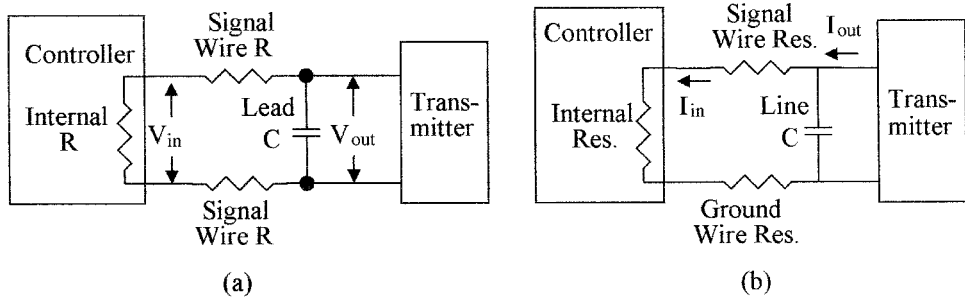 Controller
Internal
R
Signal
Wire R
V_in
Lead
C
V_out
Trans-
mitter
Signal
Wire R
(a)
Controller
Internal
Res.
Signal
Wire Res.
I_out
I_in
Line
C
Trans-
mitter
Ground
Wire Res.
(b)